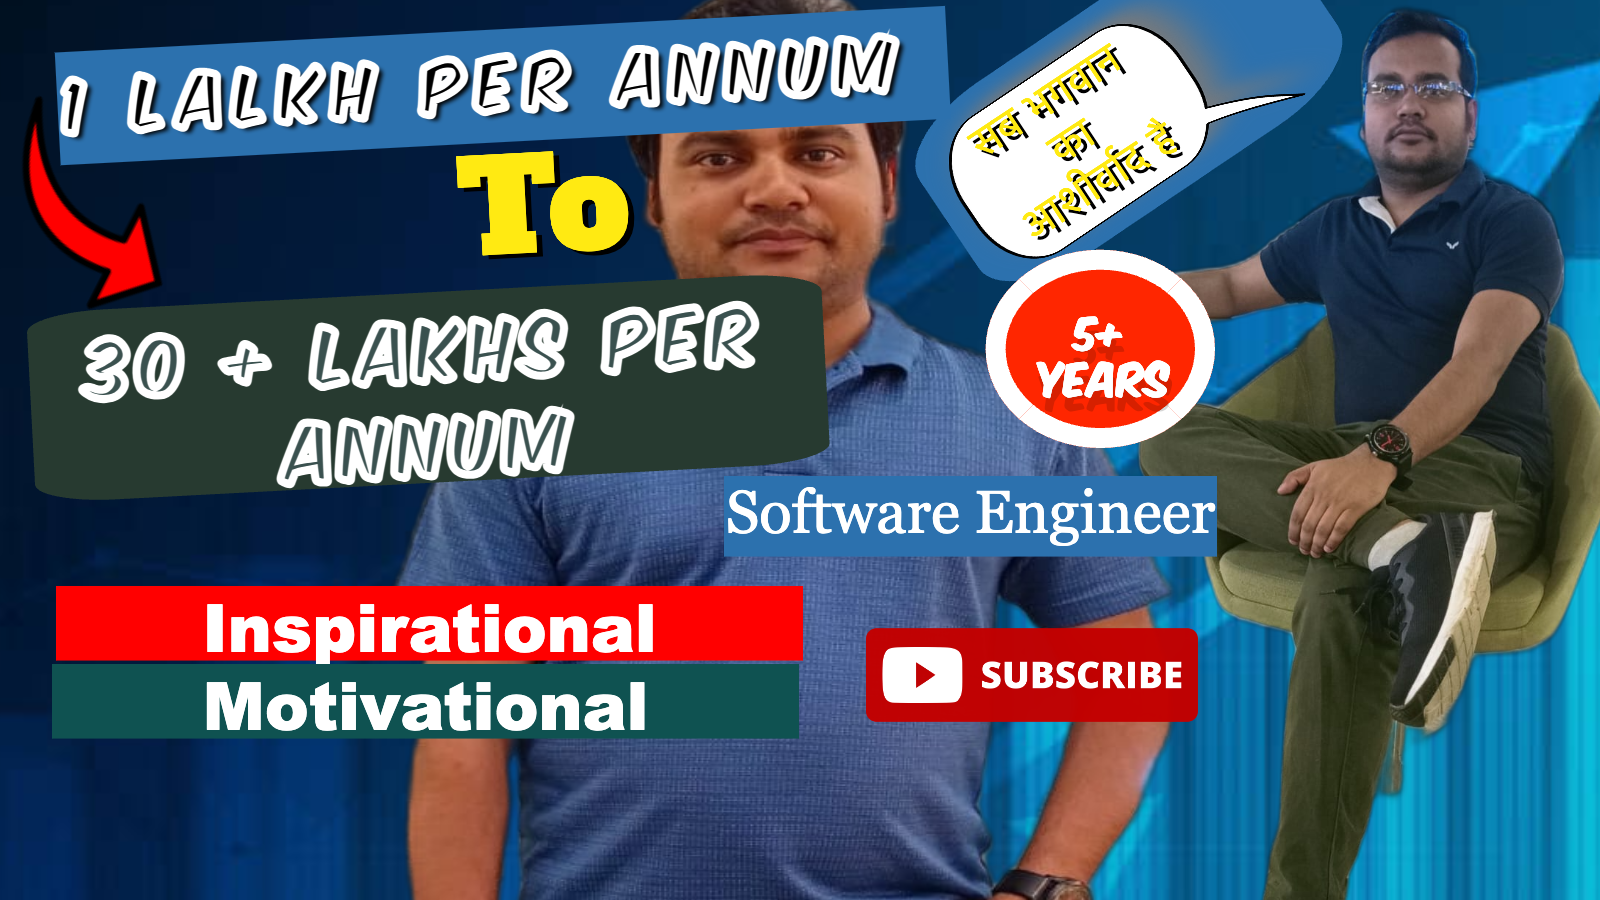 1 LALKH PER ANNUM
To
30 + LAKHS PER
ANNUM
सब भगवान
का
आशीर्वाद है
5+
YEARS
Software Engineer
Inspirational
Motivational
SUBSCRIBE